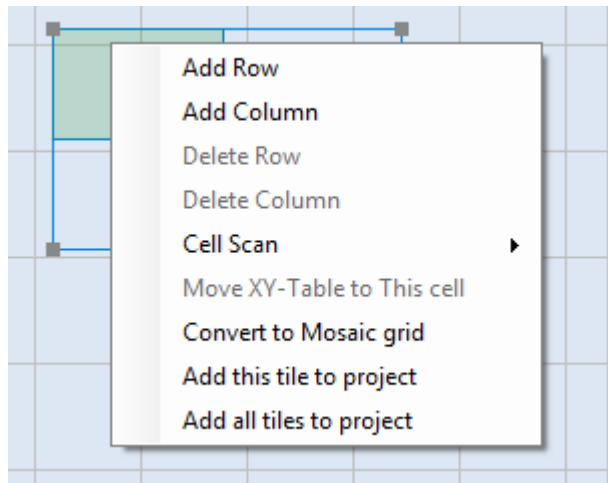 Add Row
Add Column
Delete Row
Delete Column
Cell Scan
Move XY-Table to This cell
Convert to Mosaic grid
Add this tile to project
Add all tiles to project